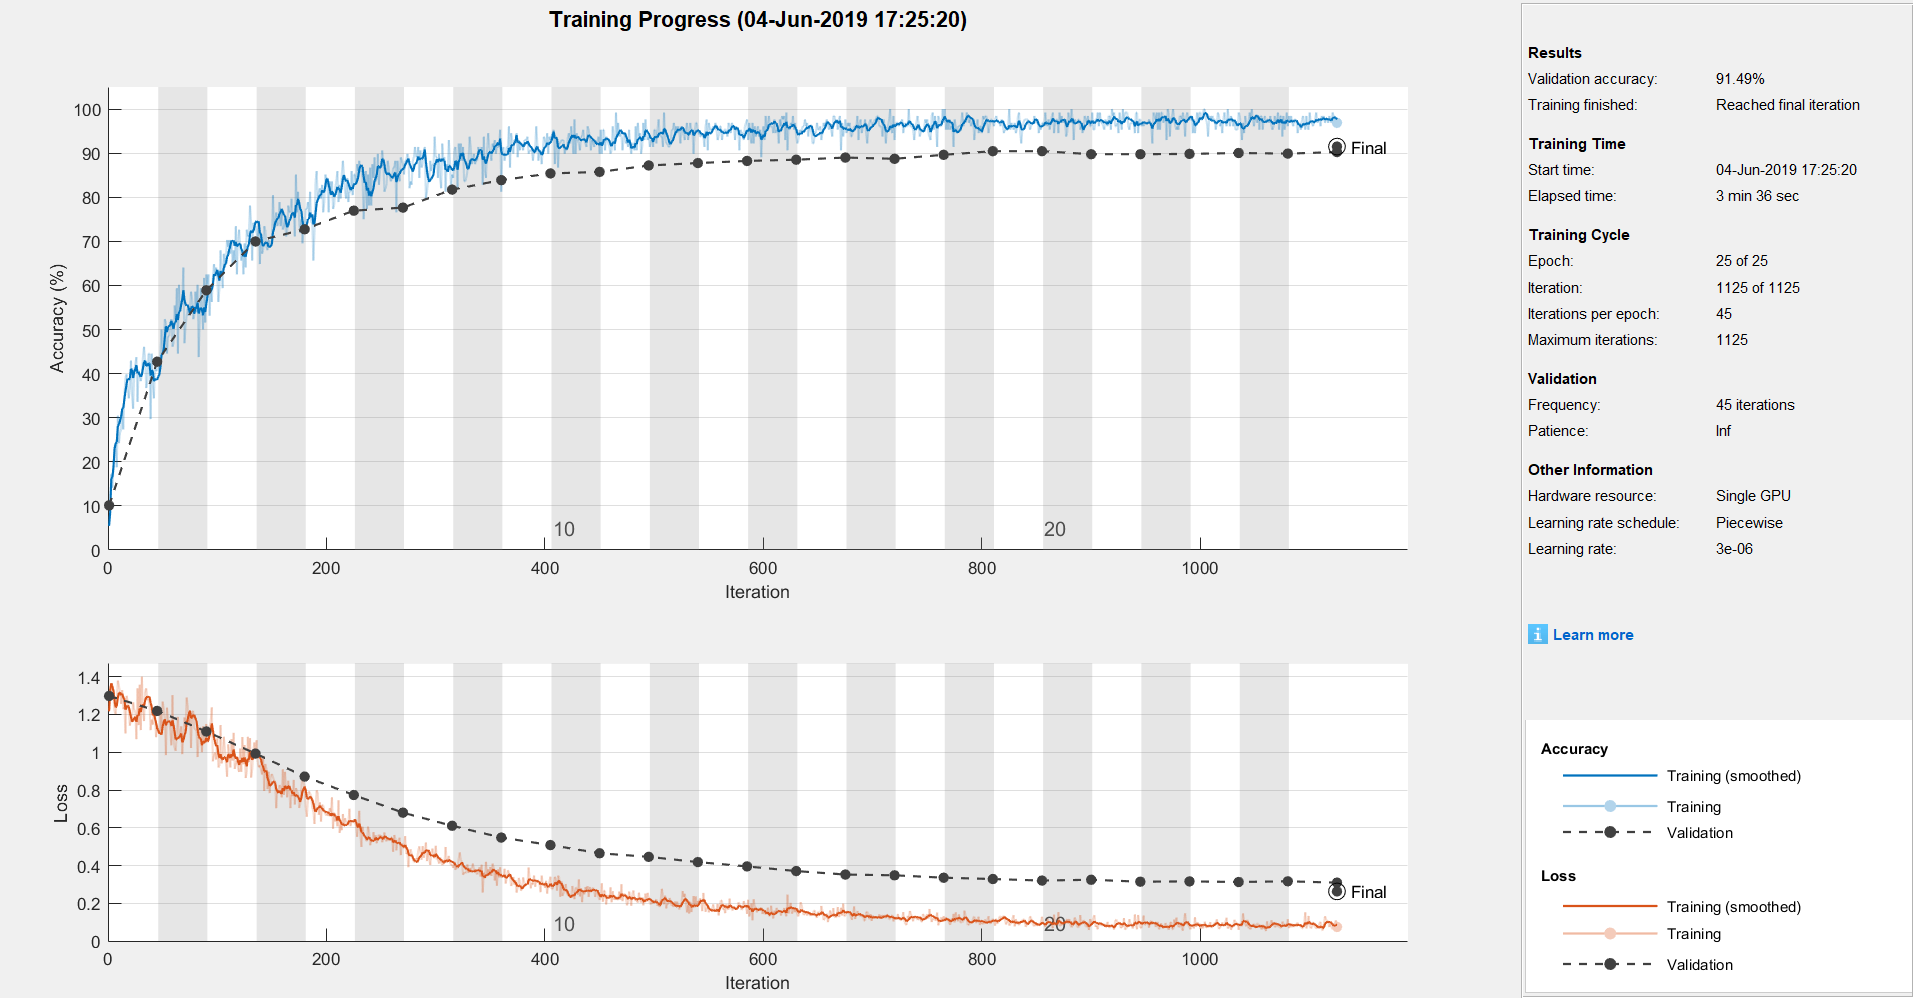 Training Progress (04-Jun-2019 17:25:20)
100
90
80
70
60
50
40
30
20
10
0
Accuracy (%)
Final
10
20
0
200
400
600
800
1000
Iteration
1.4
1.2
1
0.8
0.6
0.4
0.2
0
Loss
Final
10
20
0
200
400
600
800
1000
Iteration
Results
Validation accuracy: 91.49%
Training finished: Reached final iteration
Training Time
Start time: 04-Jun-2019 17:25:20
Elapsed time: 3 min 36 sec
Training Cycle
Epoch: 25 of 25
Iteration: 1125 of 1125
Iterations per epoch: 45
Maximum iterations: 1125
Validation
Frequency: 45 iterations
Patience: Inf
Other Information
Hardware resource: Single GPU
Learning rate schedule: Piecewise
Learning rate: 3e-06
i Learn more
Accuracy
Training (smoothed)
Training
Validation
Loss
Training (smoothed)
Training
Validation